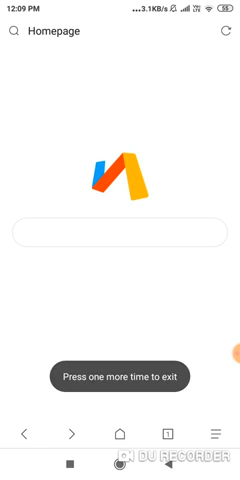 12:09 PM ...3.1KB/s 55
Homepage
Press one more time to exit
1
DU RECORDER